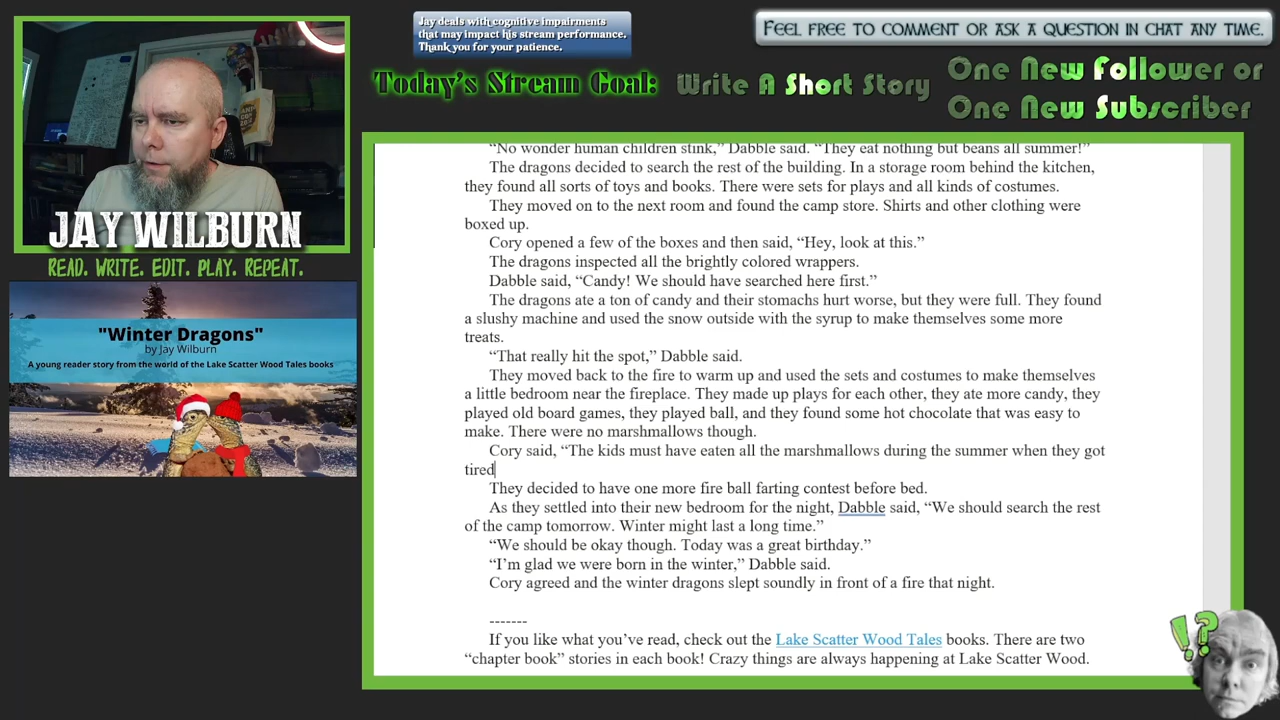 Jay deals with cognitive impairments
that may impact his stream performance.
Thank you for your patience.
Feel free to comment or ask a question in chat any time.
Today's Stream Goal:
Write A Short Story
One New Follower or
One New Subscriber
JAY WILBURN
READ. WRITE. EDIT. PLAY. REPEAT.
"Winter Dragons"
by Jay Wilburn
A young reader story from the world of the Lake Scatter Wood Tales books
“No wonder human children stink,” Dabble said. “They eat nothing but beans all summer!”
The dragons decided to search the rest of the building. In a storage room behind the kitchen,
they found all sorts of toys and books. There were sets for plays and all kinds of costumes.
They moved on to the next room and found the camp store. Shirts and other clothing were
boxed up.
Cory opened a few of the boxes and then said, “Hey, look at this.”
The dragons inspected all the brightly colored wrappers.
Dabble said, “Candy! We should have searched here first.”
The dragons ate a ton of candy and their stomachs hurt worse, but they were full. They found
a slushy machine and used the snow outside with the syrup to make themselves some more
treats.
“That really hit the spot,” Dabble said.
They moved back to the fire to warm up and used the sets and costumes to make themselves
a little bedroom near the fireplace. They made up plays for each other, they ate more candy, they
played old board games, they played ball, and they found some hot chocolate that was easy to
make. There were no marshmallows though.
Cory said, “The kids must have eaten all the marshmallows during the summer when they got
tired
They decided to have one more fire ball farting contest before bed.
As they settled into their new bedroom for the night, Dabble said, “We should search the rest
of the camp tomorrow. Winter might last a long time.”
“We should be okay though. Today was a great birthday.”
“I’m glad we were born in the winter,” Dabble said.
Cory agreed and the winter dragons slept soundly in front of a fire that night.
-------
If you like what you’ve read, check out the Lake Scatter Wood Tales books. There are two
“chapter book” stories in each book! Crazy things are always happening at Lake Scatter Wood.
!?